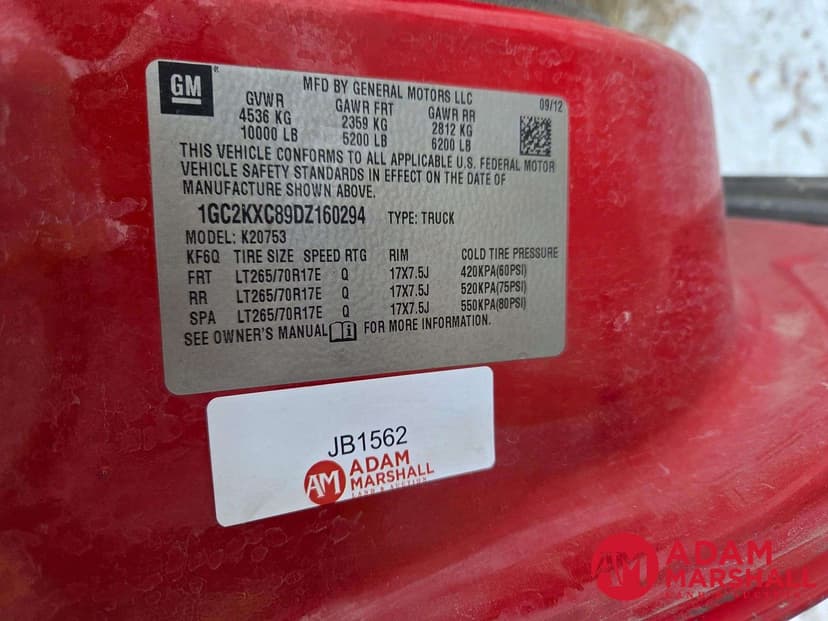 GM
MFD BY GENERAL MOTORS LLC
09/12
GVWR GAWR FRT GAWR RR
4536 KG 2359 KG 2812 KG
10000 LB 5200 LB 6200 LB
THIS VEHICLE CONFORMS TO ALL APPLICABLE U.S. FEDERAL MOTOR
VEHICLE SAFETY STANDARDS IN EFFECT ON THE DATE OF
MANUFACTURE SHOWN ABOVE.
1GC2KXC89DZ160294 TYPE: TRUCK
MODEL: K20753
KF6Q TIRE SIZE SPEED RTG RIM COLD TIRE PRESSURE
FRT LT265/70R17E Q 17X7.5J 420KPA(60PSI)
RR LT265/70R17E Q 17X7.5J 520KPA(75PSI)
SPA LT265/70R17E Q 17X7.5J 550KPA(80PSI)
SEE OWNER'S MANUAL FOR MORE INFORMATION.
JB1562
AM ADAM
MARSHALL
LAND & AUCTION
AM ADAM
MARSHALL
LAND & AUCTION